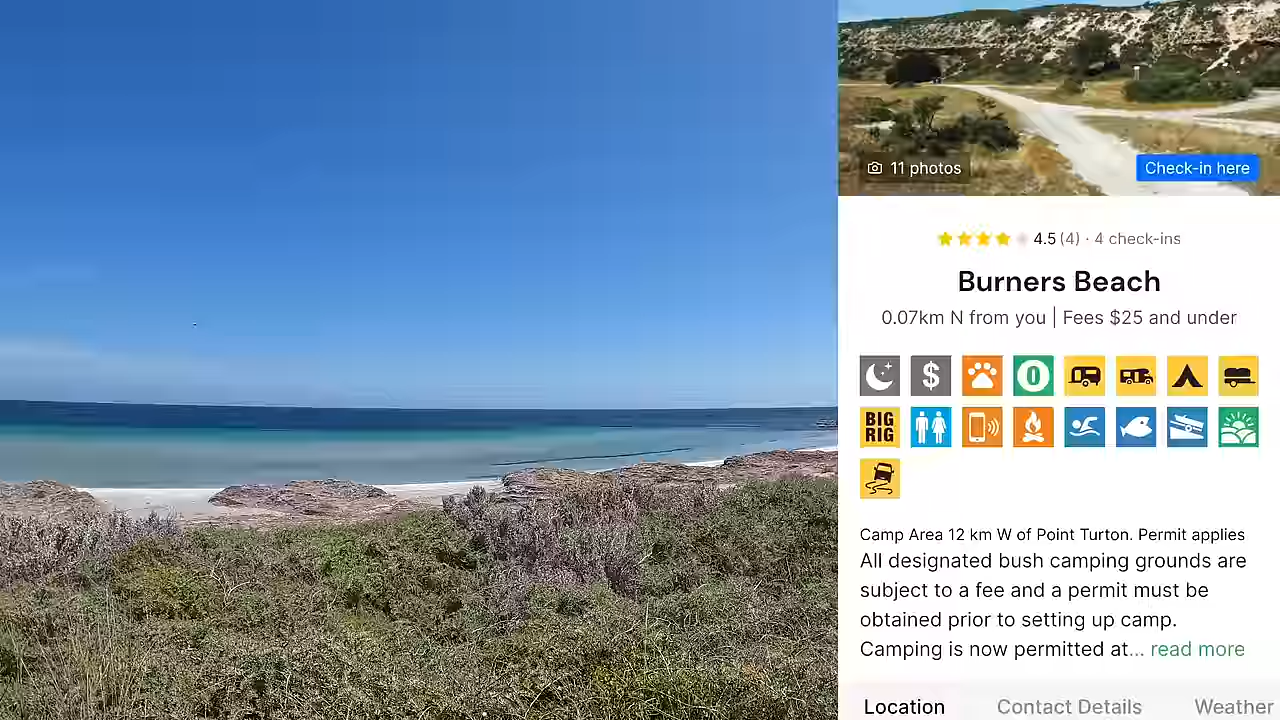 11 photos
Check-in here
4.5 (4) · 4 check-ins
Burners Beach
0.07km N from you | Fees $25 and under
$
0
BIG
RIG
Camp Area 12 km W of Point Turton. Permit applies
All designated bush camping grounds are
subject to a fee and a permit must be
obtained prior to setting up camp.
Camping is now permitted at... read more
Location Contact Details Weather